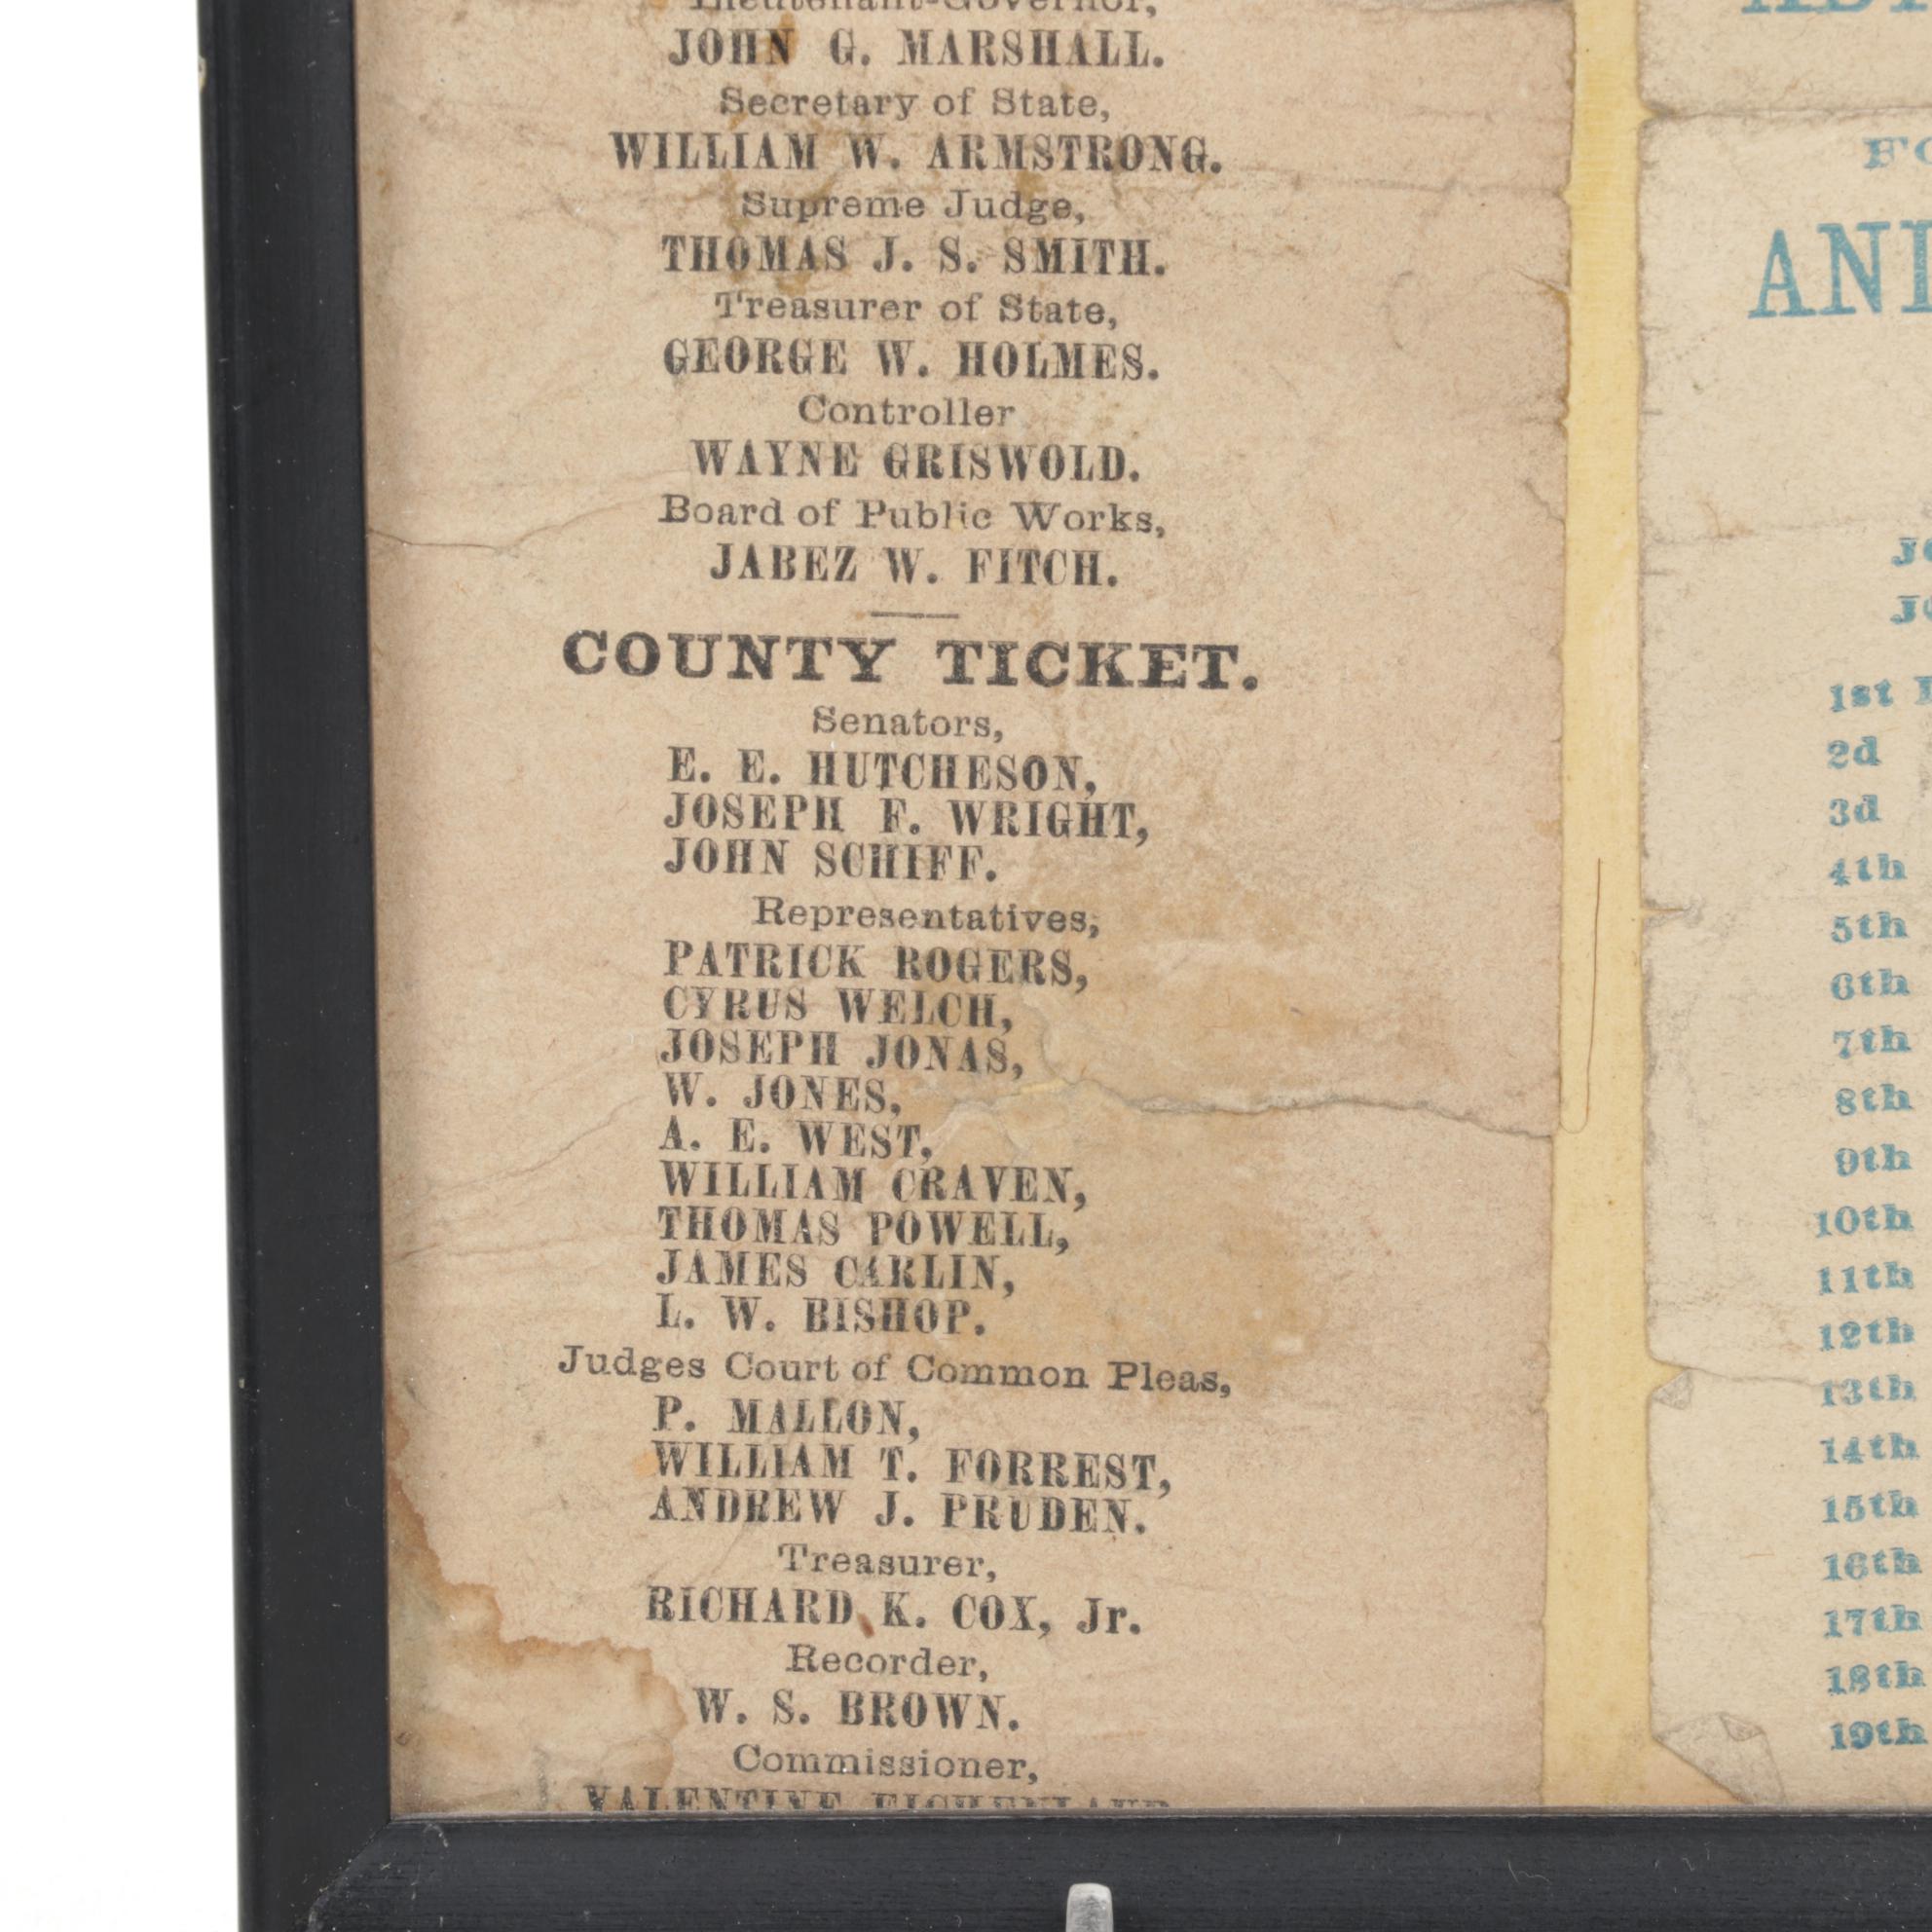 Lieutenant-Governor,
JOHN G. MARSHALL.
Secretary of State,
WILLIAM W. ARMSTRONG.
Supreme Judge,
THOMAS J. S. SMITH.
Treasurer of State,
GEORGE W. HOLMES.
Controller
WAYNE GRISWOLD.
Board of Public Works,
JABEZ W. FITCH.
COUNTY TICKET.
Senators,
E. E. HUTCHESON,
JOSEPH F. WRIGHT,
JOHN SCHIFF.
Representatives,
PATRICK ROGERS,
CYRUS WELCH,
JOSEPH JONAS,
W. JONES,
A. E. WEST,
WILLIAM CRAVEN,
THOMAS POWELL,
JAMES CARLIN,
L. W. BISHOP.
Judges Court of Common Pleas,
P. MALLON,
WILLIAM T. FORREST,
ANDREW J. PRUDEN.
Treasurer,
RICHARD K. COX, Jr.
Recorder,
W. S. BROWN.
Commissioner,
VALENTINE
1st
2d
3d
4th
5th
6th
7th
8th
9th
10th
11th
12th
13th
14th
15th
16th
17th
18th
19th